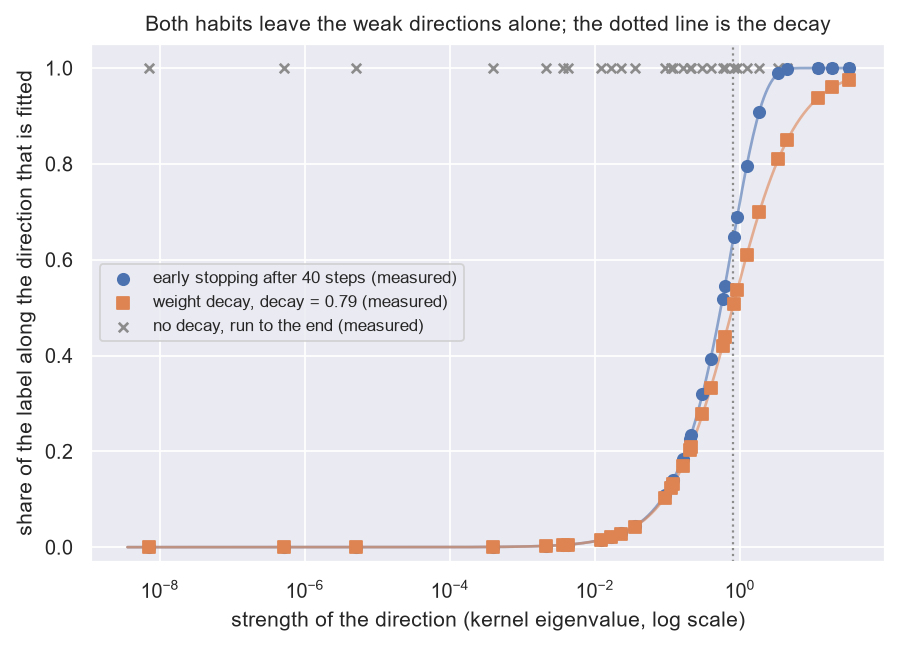 Both habits leave the weak directions alone; the dotted line is the decay
share of the label along the direction that is fitted
1.0
0.8
0.6
0.4
0.2
0.0
early stopping after 40 steps (measured)
weight decay, decay = 0.79 (measured)
no decay, run to the end (measured)
10⁻⁸
10⁻⁶
10⁻⁴
10⁻²
10⁰
strength of the direction (kernel eigenvalue, log scale)